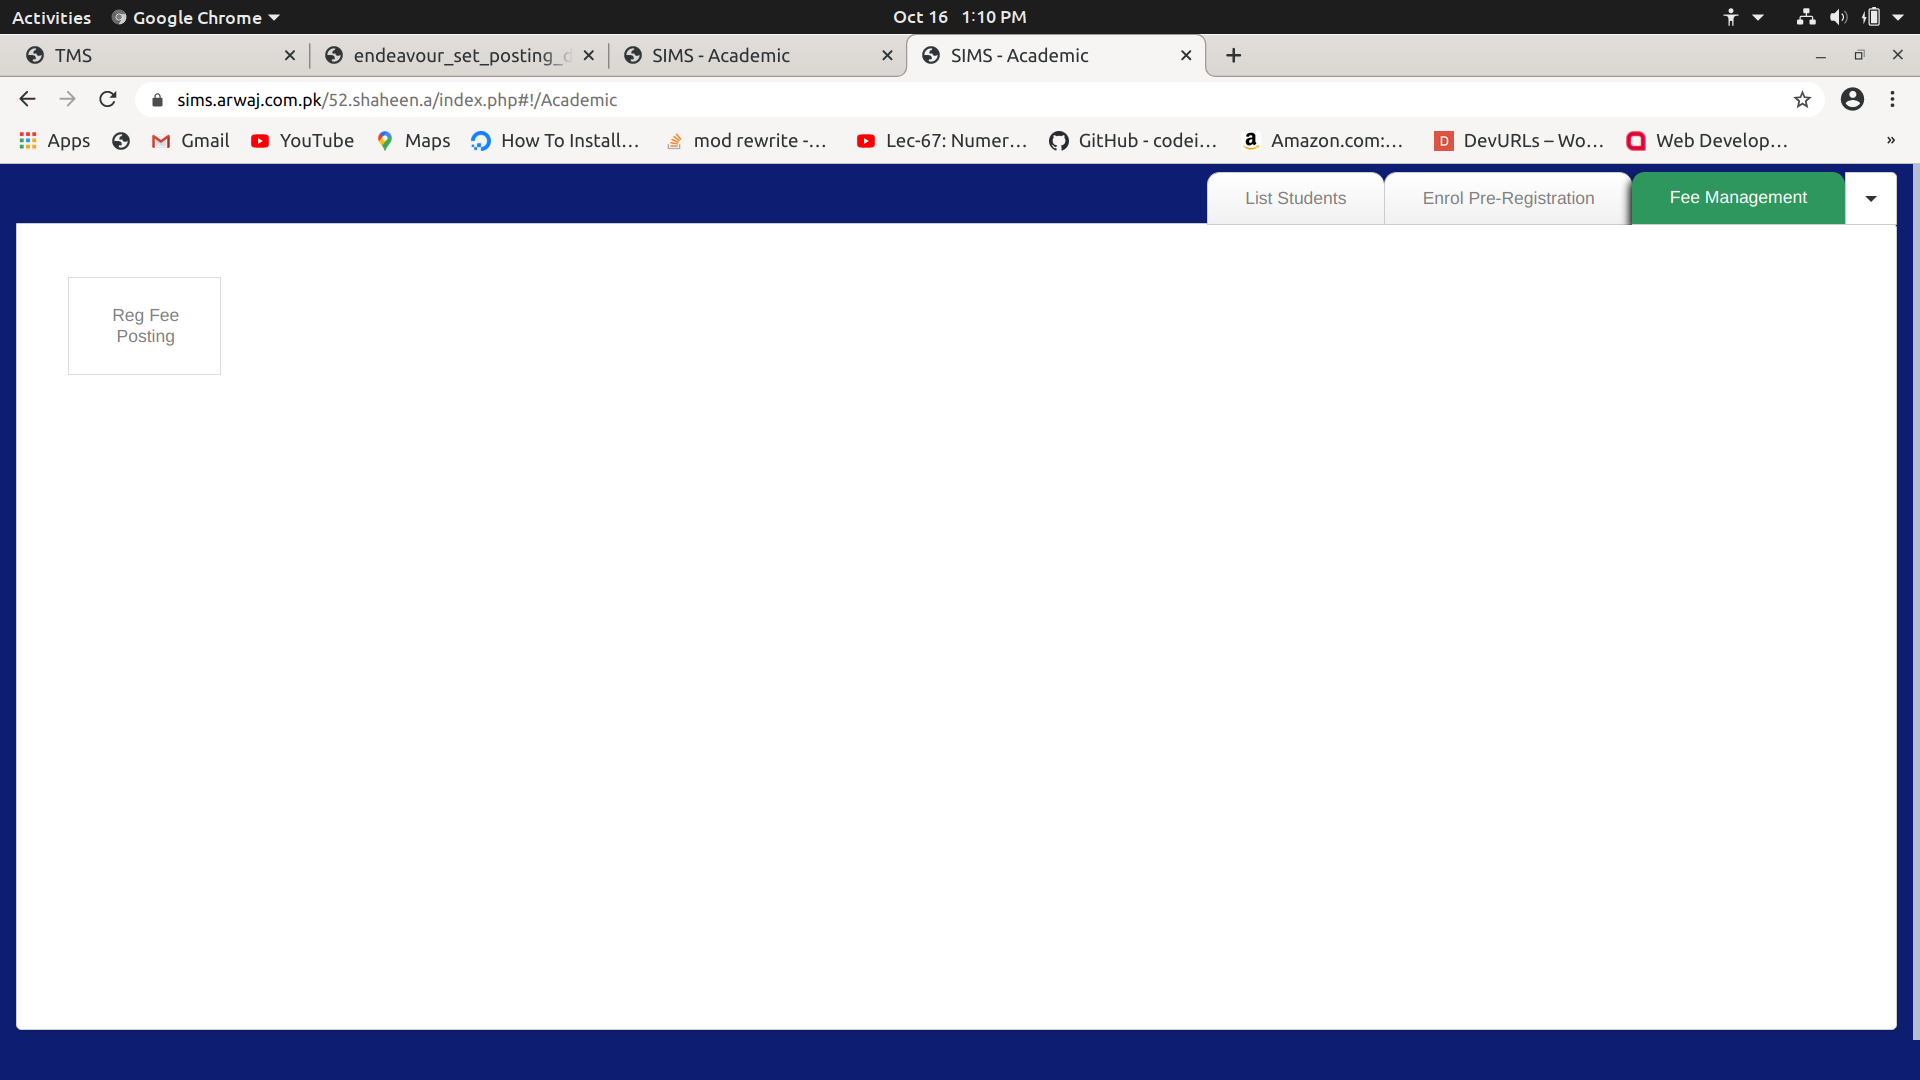 Activities Google Chrome Oct 16 1:10 PM
TMS endeavour_set_posting_ SIMS - Academic SIMS - Academic
sims.arwaj.com.pk/52.shaheen.a/index.php#!/Academic
Apps Gmail YouTube Maps How To Install... mod rewrite -... Lec-67: Numer... GitHub - codei... Amazon.com:... DevURLs – Wo... Web Develop... »
List Students Enrol Pre-Registration Fee Management
Reg Fee
Posting